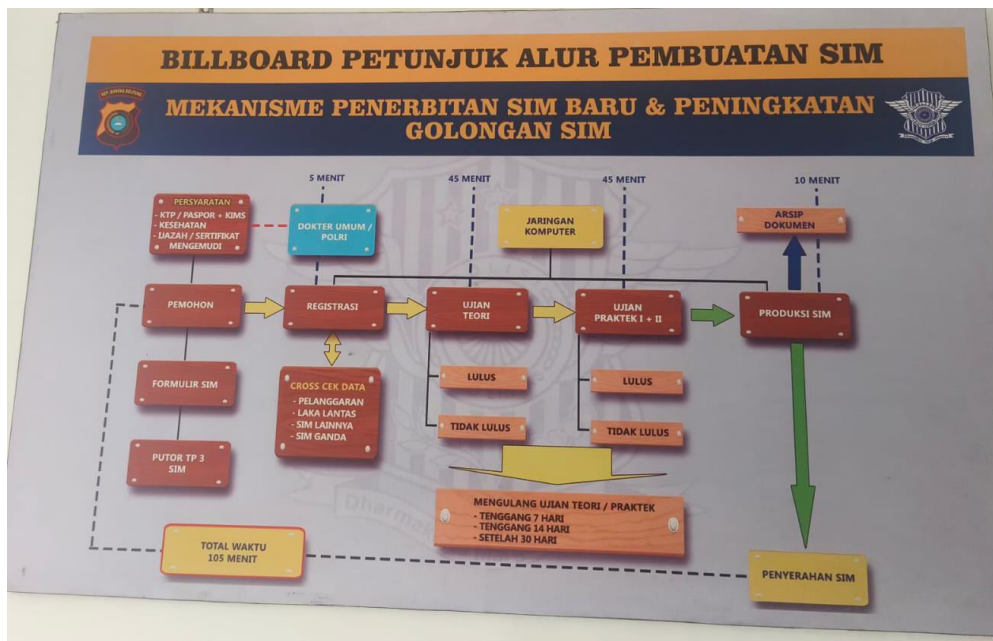 BILLBOARD PETUNJUK ALUR PEMBUATAN SIM
MEKANISME PENERBITAN SIM BARU & PENINGKATAN
GOLONGAN SIM
5 MENIT
45 MENIT
45 MENIT
10 MENIT
PERSYARATAN
- KTP / PASPOR + KIMS
- KESEHATAN
- IJAZAH / SERTIFIKAT
MENGEMUDI
DOKTER UMUM /
POLRI
JARINGAN
KOMPUTER
ARSIP
DOKUMEN
PEMOHON
REGISTRASI
UJIAN
TEORI
UJIAN
PRAKTEK I + II
PRODUKSI SIM
FORMULIR SIM
PUTOR TP 3
SIM
CROSS CEK DATA
- PELANGGARAN
- LAKA LANTAS
- SIM LAINNYA
- SIM GANDA
LULUS
TIDAK LULUS
LULUS
TIDAK LULUS
MENGULANG UJIAN TEORI / PRAKTEK
- TENGGANG 7 HARI
- TENGGANG 14 HARI
- SETELAH 30 HARI
TOTAL WAKTU
105 MENIT
PENYERAHAN SIM